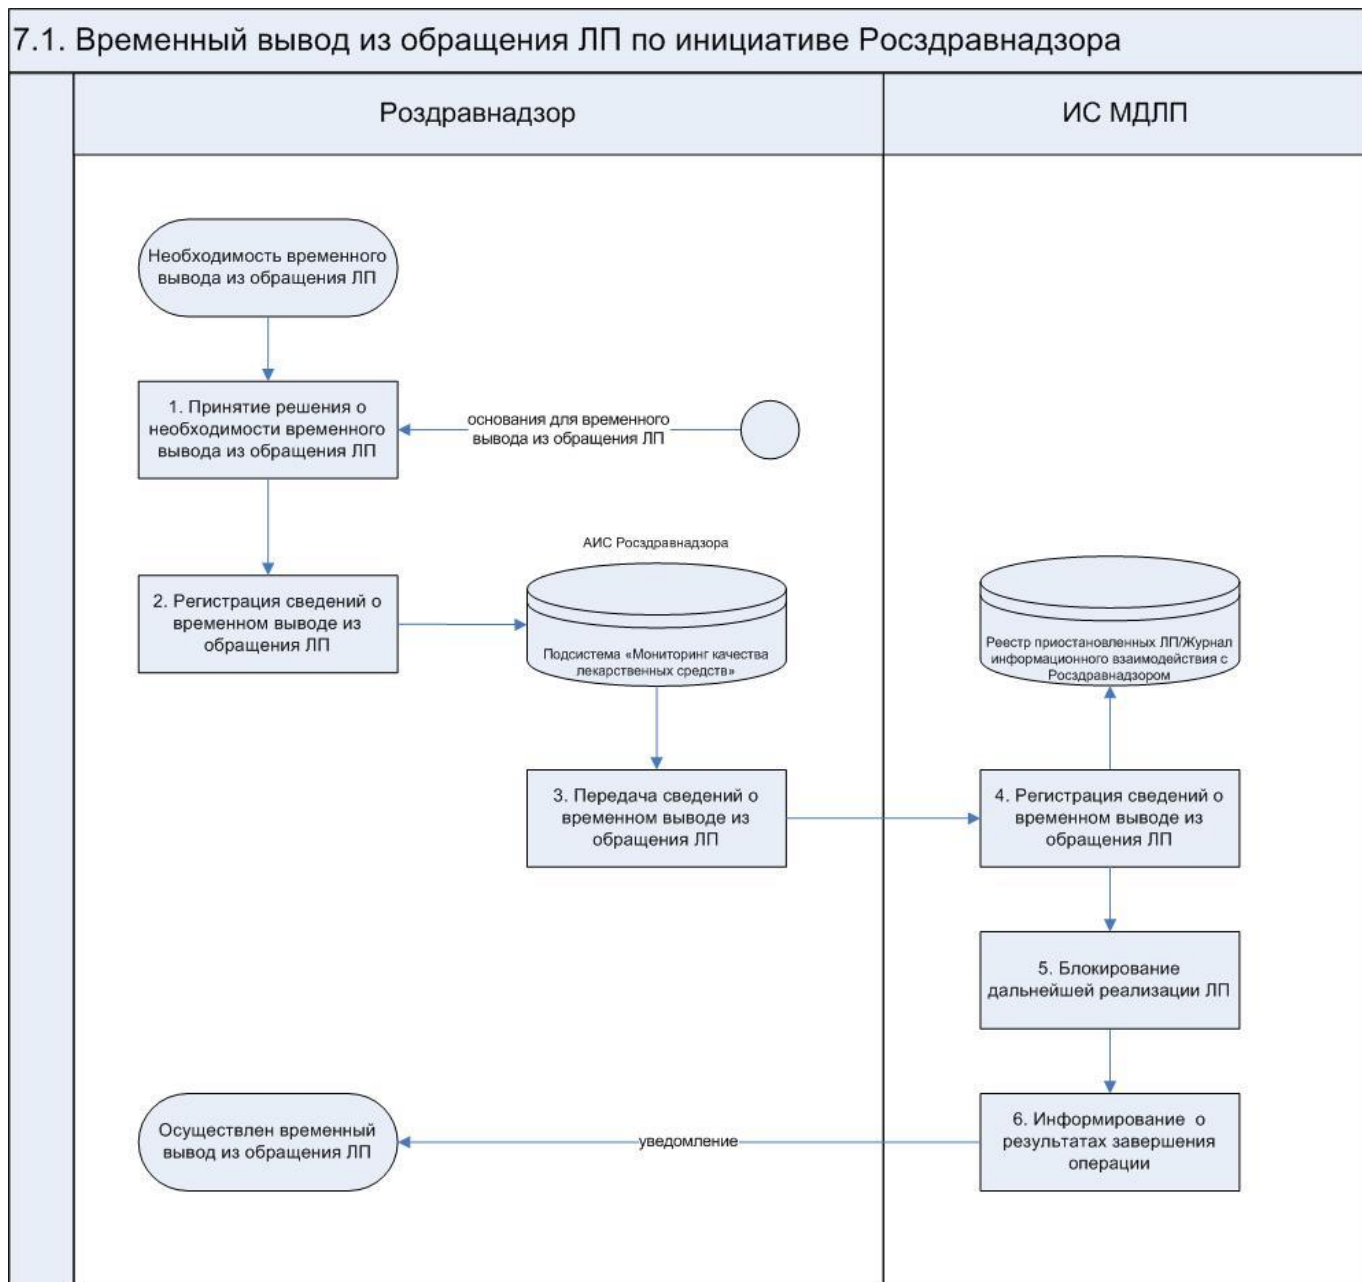 7.1. Временный вывод из обращения ЛП по инициативе Росздравнадзора
Роздравнадзор
ИС МДЛП
Необходимость временного
вывода из обращения ЛП
1. Принятие решения о
необходимости временного
вывода из обращения ЛП
основания для временного
вывода из обращения ЛП
2. Регистрация сведений о
временном выводе из
обращения ЛП
АИС Росздравнадзора
Подсистема «Мониторинг качества
лекарственных средств»
Реестр приостановленных ЛП/Журнал
информационного взаимодействия с
Росздравнадзором
3. Передача сведений о
временном выводе из
обращения ЛП
4. Регистрация сведений о
временном выводе из
обращения ЛП
5. Блокирование
дальнейшей реализации ЛП
6. Информирование о
результатах завершения
операции
уведомление
Осуществлен временный
вывод из обращения ЛП